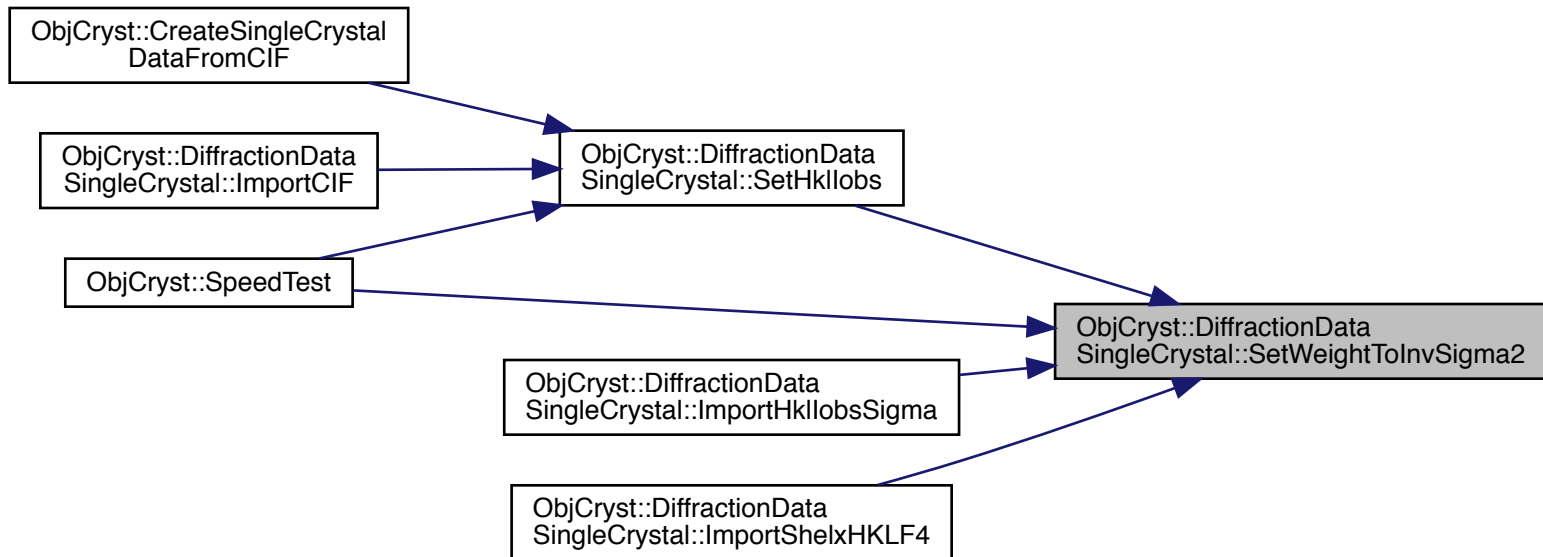 ObjCryst::CreateSingleCrystal
DataFromCIF
ObjCryst::DiffractionData
SingleCrystal::ImportCIF
ObjCryst::SpeedTest
ObjCryst::DiffractionData
SingleCrystal::SetHklIobs
ObjCryst::DiffractionData
SingleCrystal::ImportHklIobsSigma
ObjCryst::DiffractionData
SingleCrystal::ImportShelxHKLF4
ObjCryst::DiffractionData
SingleCrystal::SetWeightToInvSigma2